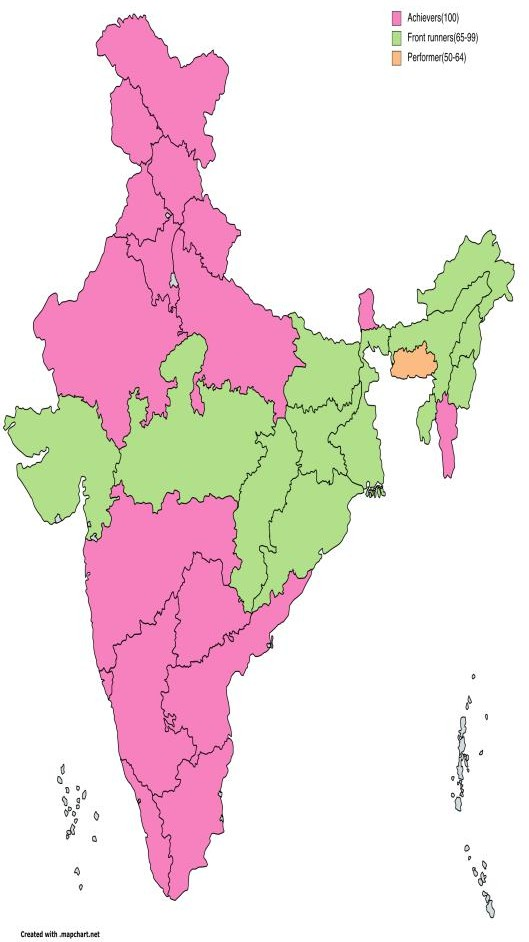 Achievers(100)
Front runners(65-99)
Performer(50-64)
Created with .mapchart.net